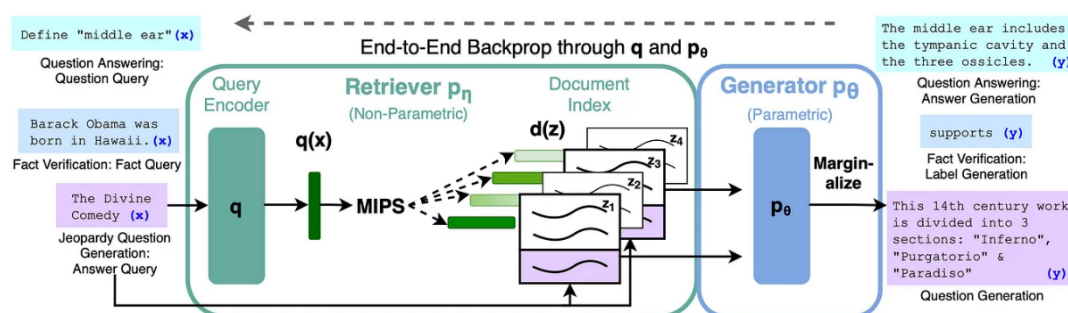 Define "middle ear" (x)
Question Answering:
Question Query
Barack Obama was
born in Hawaii. (x)
Fact Verification: Fact Query
The Divine
Comedy (x)
Jeopardy Question
Generation:
Answer Query
End-to-End Backprop through q and pθ
Query
Encoder
q
q(x)
Retriever pη
(Non-Parametric)
MIPS
Document
Index
d(z)
z4
z3
z2
z1
Generator pθ
(Parametric)
pθ
Margin-
alize
The middle ear includes
the tympanic cavity and
the three ossicles. (y)
Question Answering:
Answer Generation
supports (y)
Fact Verification:
Label Generation
This 14th century work
is divided into 3
sections: "Inferno",
"Purgatorio" &
"Paradiso" (y)
Question Generation